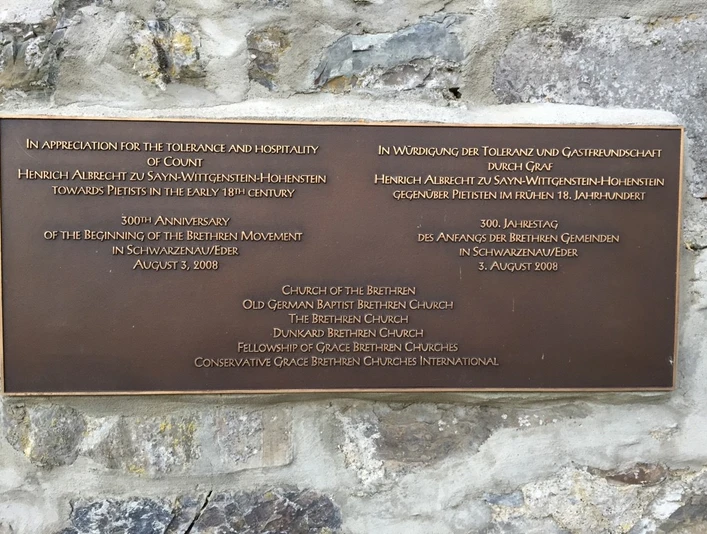 In appreciation for the tolerance and hospitality
of Count
Henrich Albrecht zu Sayn-Wittgenstein-Hohenstein
towards Pietists in the early 18th century
300th Anniversary
of the Beginning of the Brethren Movement
in Schwarzenau/Eder
August 3, 2008
In Würdigung der Toleranz und Gastfreundschaft
durch Graf
Henrich Albrecht zu Sayn-Wittgenstein-Hohenstein
gegenüber Pietisten im frühen 18. Jahrhundert
300. Jahrestag
des Anfangs der Brethren Gemeinden
in Schwarzenau/Eder
3. August 2008
Church of the Brethren
Old German Baptist Brethren Church
The Brethren Church
Dunkard Brethren Church
Fellowship of Grace Brethren Churches
Conservative Grace Brethren Churches International